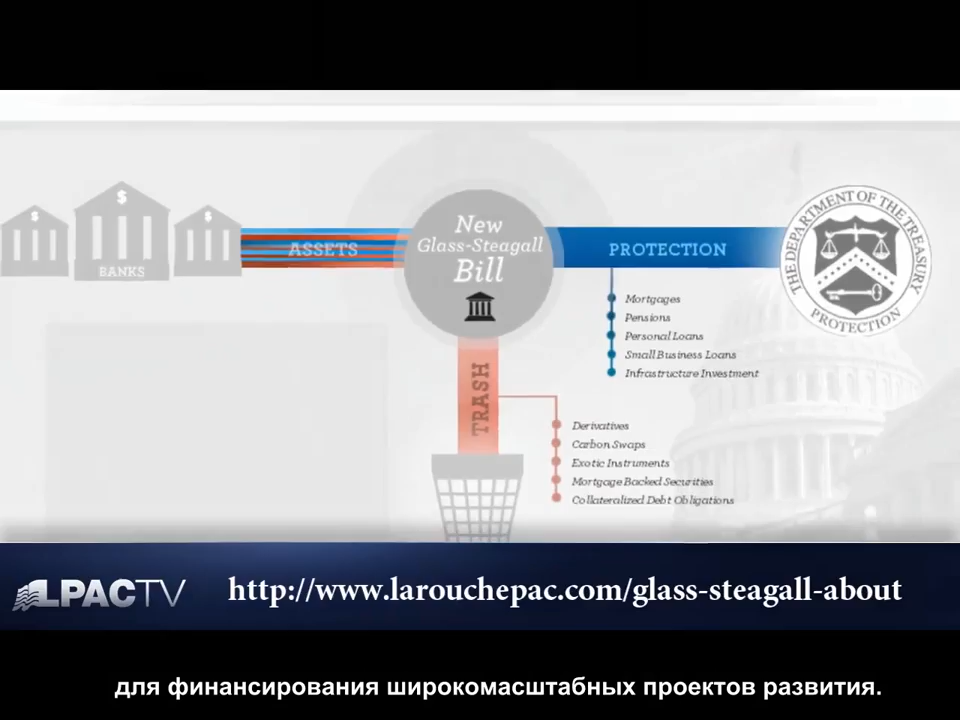 $
$
$
BANKS
ASSETS
New
Glass-Steagall
Bill
PROTECTION
THE DEPARTMENT OF THE TREASURY
PROTECTION
Mortgages
Pensions
Personal Loans
Small Business Loans
Infrastructure Investment
TRASH
Derivatives
Carbon Swaps
Exotic Instruments
Mortgage Backed Securities
Collateralized Debt Obligations
LPACTV
http://www.larouchepac.com/glass-steagall-about
для финансирования широкомасштабных проектов развития.